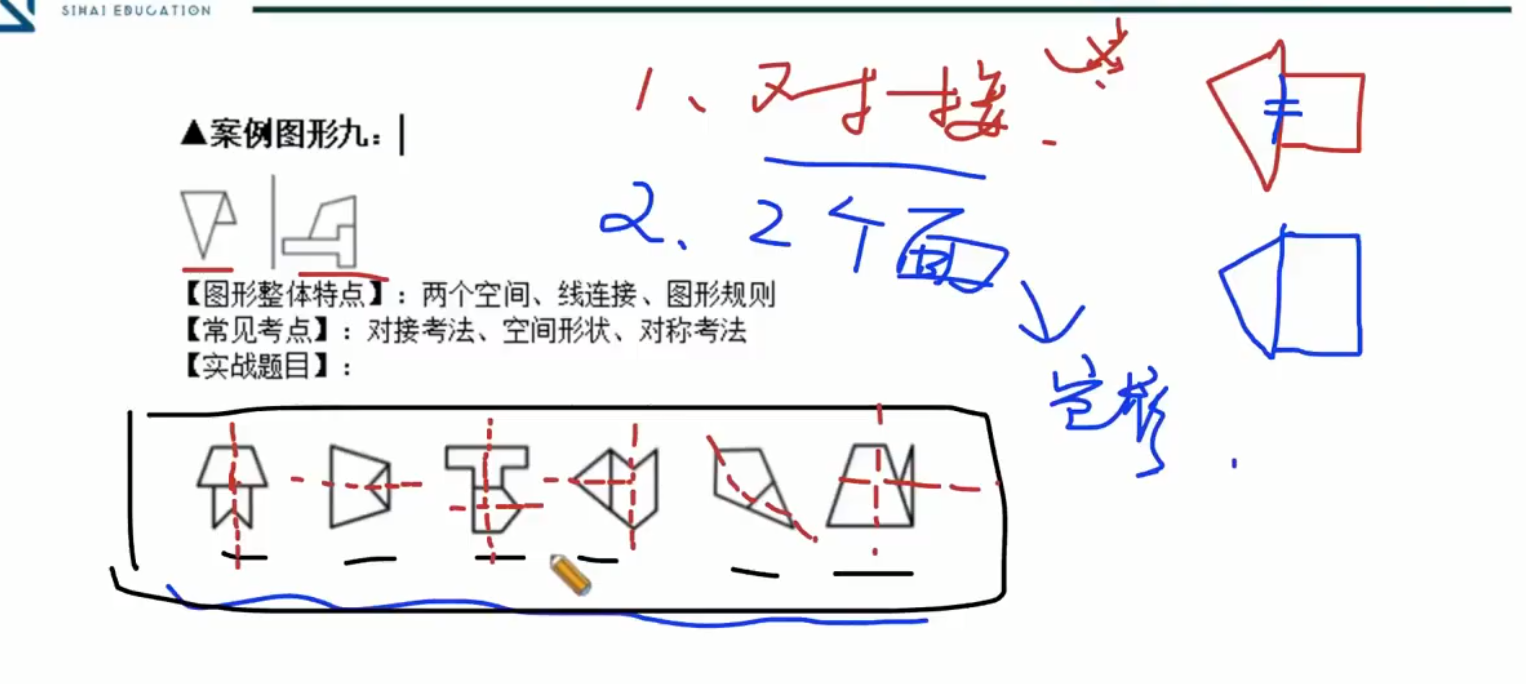 SINAI EDUCATION
1、对接.
▲案例图形九：
2、2个面
【图形整体特点】：两个空间、线连接、图形规则
【常见考点】：对接考法、空间形状、对称考法
【实战题目】：